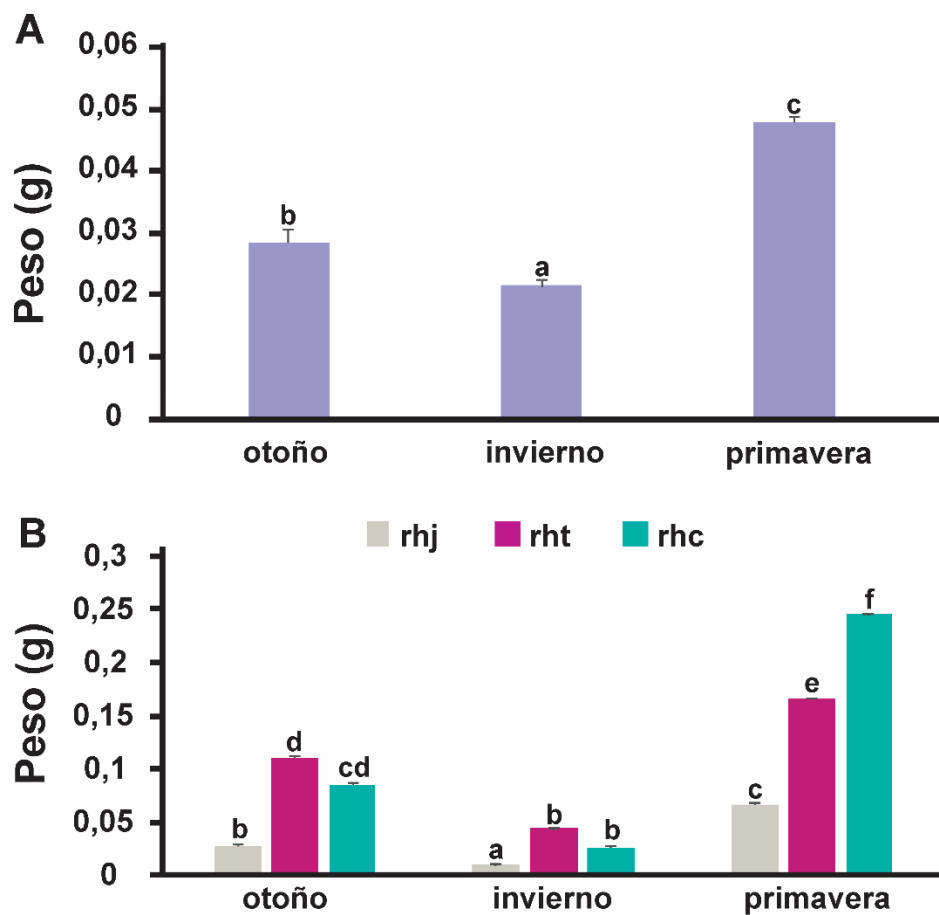 A
Peso (g)
0,06
0,05
0,04
0,03
0,02
0,01
0
b
a
c
otoño invierno primavera
B
rhj rht rhc
Peso (g)
0,3
0,25
0,2
0,15
0,1
0,05
0
b d cd
a b b
c e f
otoño invierno primavera